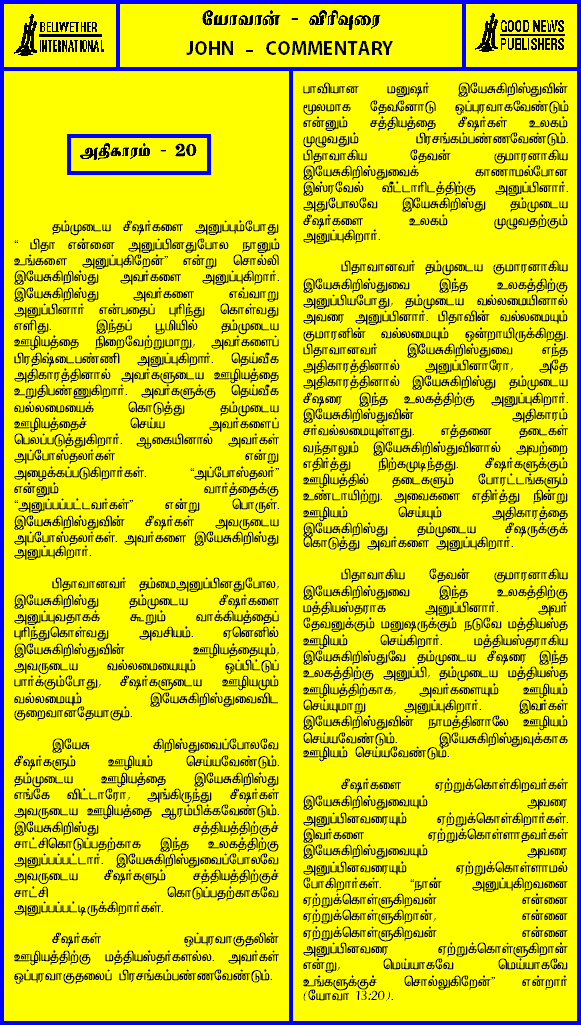 BELLWETHER
INTERNATIONAL
யோவான் - விரிவுரை
JOHN - COMMENTARY
GOOD NEWS
PUBLISHERS
அதிகாரம் - 20
தம்முடைய சீஷர்களை அனுப்பும்போது
“ பிதா என்னை அனுப்பினதுபோல நானும்
உங்களை அனுப்புகிறேன்” என்று சொல்லி
இயேசுகிறிஸ்து அவர்களை அனுப்புகிறார்.
இயேசுகிறிஸ்து அவர்களை எவ்வாறு
அனுப்பினார் என்பதைப் புரிந்து கொள்வது
எளிது. இந்தப் பூமியில் தம்முடைய
ஊழியத்தை நிறைவேற்றுமாறு, அவர்களைப்
பிரதிஷ்டைபண்ணி அனுப்புகிறார். தெய்வீக
அதிகாரத்தினால் அவர்களுடைய ஊழியத்தை
உறுதிபண்ணுகிறார். அவர்களுக்கு தெய்வீக
வல்லமையைக் கொடுத்து தம்முடைய
ஊழியத்தைச் செய்ய அவர்களைப்
பெலப்படுத்துகிறார். ஆகையினால் அவர்கள்
அப்போஸ்தலர்கள் என்று
அழைக்கப்படுகிறார்கள். “அப்போஸ்தலர்”
என்னும் வார்த்தைக்கு
“அனுப்பப்பட்டவர்கள்” என்று பொருள்.
இயேசுகிறிஸ்துவின் சீஷர்கள் அவருடைய
அப்போஸ்தலர்கள். அவர்களை இயேசுகிறிஸ்து
அனுப்புகிறார்.
பிதாவானவர் தம்மைஅனுப்பினதுபோல,
இயேசுகிறிஸ்து தம்முடைய சீஷர்களை
அனுப்புவதாகக் கூறும் வாக்கியத்தைப்
புரிந்துகொள்வது அவசியம். ஏனெனில்
இயேசுகிறிஸ்துவின் ஊழியத்தையும்,
அவருடைய வல்லமையையும் ஒப்பிட்டுப்
பார்க்கும்போது, சீஷர்களுடைய ஊழியமும்
வல்லமையும் இயேசுகிறிஸ்துவைவிட
குறைவானதேயாகும்.
இயேசு கிறிஸ்துவைப்போலவே
சீஷர்களும் ஊழியம் செய்யவேண்டும்.
தம்முடைய ஊழியத்தை இயேசுகிறிஸ்து
எங்கே விட்டாரோ, அங்கிருந்து சீஷர்கள்
அவருடைய ஊழியத்தை ஆரம்பிக்கவேண்டும்.
இயேசுகிறிஸ்து சத்தியத்திற்குச்
சாட்சிகொடுப்பதற்காக இந்த உலகத்திற்கு
அனுப்பப்பட்டார். இயேசுகிறிஸ்துவைப்போலவே
அவருடைய சீஷர்களும் சத்தியத்திற்குச்
சாட்சி கொடுப்பதற்காகவே
அனுப்பப்பட்டிருக்கிறார்கள்.
சீஷர்கள் ஒப்புரவாகுதலின்
ஊழியத்திற்கு மத்தியஸ்தர்களல்ல. அவர்கள்
ஒப்புரவாகுதலைப் பிரசங்கம்பண்ணவேண்டும்.
பாவியான மனுஷர் இயேசுகிறிஸ்துவின்
மூலமாக தேவனோடு ஒப்புரவாகவேண்டும்
என்னும் சத்தியத்தை சீஷர்கள் உலகம்
முழுவதும் பிரசங்கம்பண்ணவேண்டும்.
பிதாவாகிய தேவன் குமாரனாகிய
இயேசுகிறிஸ்துவைக் காணாமல்போன
இஸ்ரவேல் வீட்டாரிடத்திற்கு அனுப்பினார்.
அதுபோலவே இயேசுகிறிஸ்து தம்முடைய
சீஷர்களை உலகம் முழுவதற்கும்
அனுப்புகிறார்.
பிதாவானவர் தம்முடைய குமாரனாகிய
இயேசுகிறிஸ்துவை இந்த உலகத்திற்கு
அனுப்பியபோது, தம்முடைய வல்லமையினால்
அவரை அனுப்பினார். பிதாவின் வல்லமையும்
குமாரனின் வல்லமையும் ஒன்றாயிருக்கிறது.
பிதாவானவர் இயேசுகிறிஸ்துவை எந்த
அதிகாரத்தினால் அனுப்பினாரோ, அதே
அதிகாரத்தினால் இயேசுகிறிஸ்து தம்முடைய
சீஷரை இந்த உலகத்திற்கு அனுப்புகிறார்.
இயேசுகிறிஸ்துவின் அதிகாரம்
சர்வல்லமையுள்ளது. எத்தனை தடைகள்
வந்தாலும் இயேசுகிறிஸ்துவினால் அவற்றை
எதிர்த்து நிற்கமுடிந்தது. சீஷர்களுக்கும்
ஊழியத்தில் தடைகளும் போரட்டங்களும்
உண்டாயிற்று. அவைகளை எதிர்த்து நின்று
ஊழியம் செய்யும் அதிகாரத்தை
இயேசுகிறிஸ்து தம்முடைய சீஷருக்குக்
கொடுத்து அவர்களை அனுப்புகிறார்.
பிதாவாகிய தேவன் குமாரனாகிய
இயேசுகிறிஸ்துவை இந்த உலகத்திற்கு
மத்தியஸ்தராக அனுப்பினார். அவர்
தேவனுக்கும் மனுஷருக்கும் நடுவே மத்தியஸ்த
ஊழியம் செய்கிறார். மத்தியஸ்தராகிய
இயேசுகிறிஸ்துவே தம்முடைய சீஷரை இந்த
உலகத்திற்கு அனுப்பி, தம்முடைய மத்தியஸ்த
ஊழியத்திற்காக, அவர்களையும் ஊழியம்
செய்யுமாறு அனுப்புகிறார். இவர்கள்
இயேசுகிறிஸ்துவின் நாமத்தினாலே ஊழியம்
செய்யவேண்டும். இயேசுகிறிஸ்துவுக்காக
ஊழியம் செய்யவேண்டும்.
சீஷர்களை ஏற்றுக்கொள்கிறவர்கள்
இயேசுகிறிஸ்துவையும் அவரை
அனுப்பினவரையும் ஏற்றுக்கொள்கிறார்கள்.
இவர்களை ஏற்றுக்கொள்ளாதவர்கள்
இயேசுகிறிஸ்துவையும் அவரை
அனுப்பினவரையும் ஏற்றுக்கொள்ளாமல்
போகிறார்கள். “நான் அனுப்புகிறவனை
ஏற்றுக்கொள்ளுகிறவன் என்னை
ஏற்றுக்கொள்ளுகிறான், என்னை
ஏற்றுக்கொள்ளுகிறவன் என்னை
அனுப்பினவரை ஏற்றுக்கொள்ளுகிறான்
என்று, மெய்யாகவே மெய்யாகவே
உங்களுக்குச் சொல்லுகிறேன்” என்றார்
(யோவா 13:20).